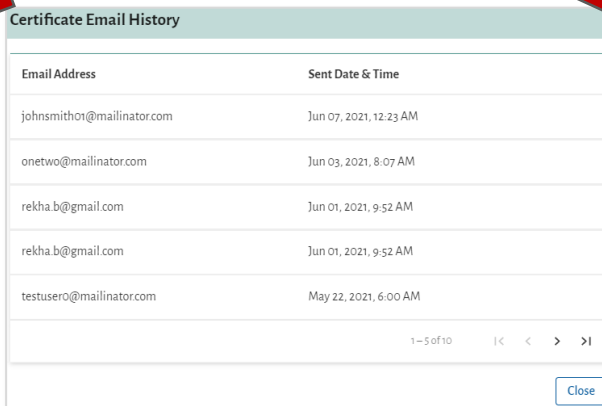 Certificate Email History
Email Address Sent Date & Time
johnsmith01@mailinator.com Jun 07, 2021, 12:23 AM
onetwo@mailinator.com Jun 03, 2021, 8:07 AM
rekha.b@gmail.com Jun 01, 2021, 9:52 AM
rekha.b@gmail.com Jun 01, 2021, 9:52 AM
testuser0@mailinator.com May 22, 2021, 6:00 AM
1 – 5 of 10
Close